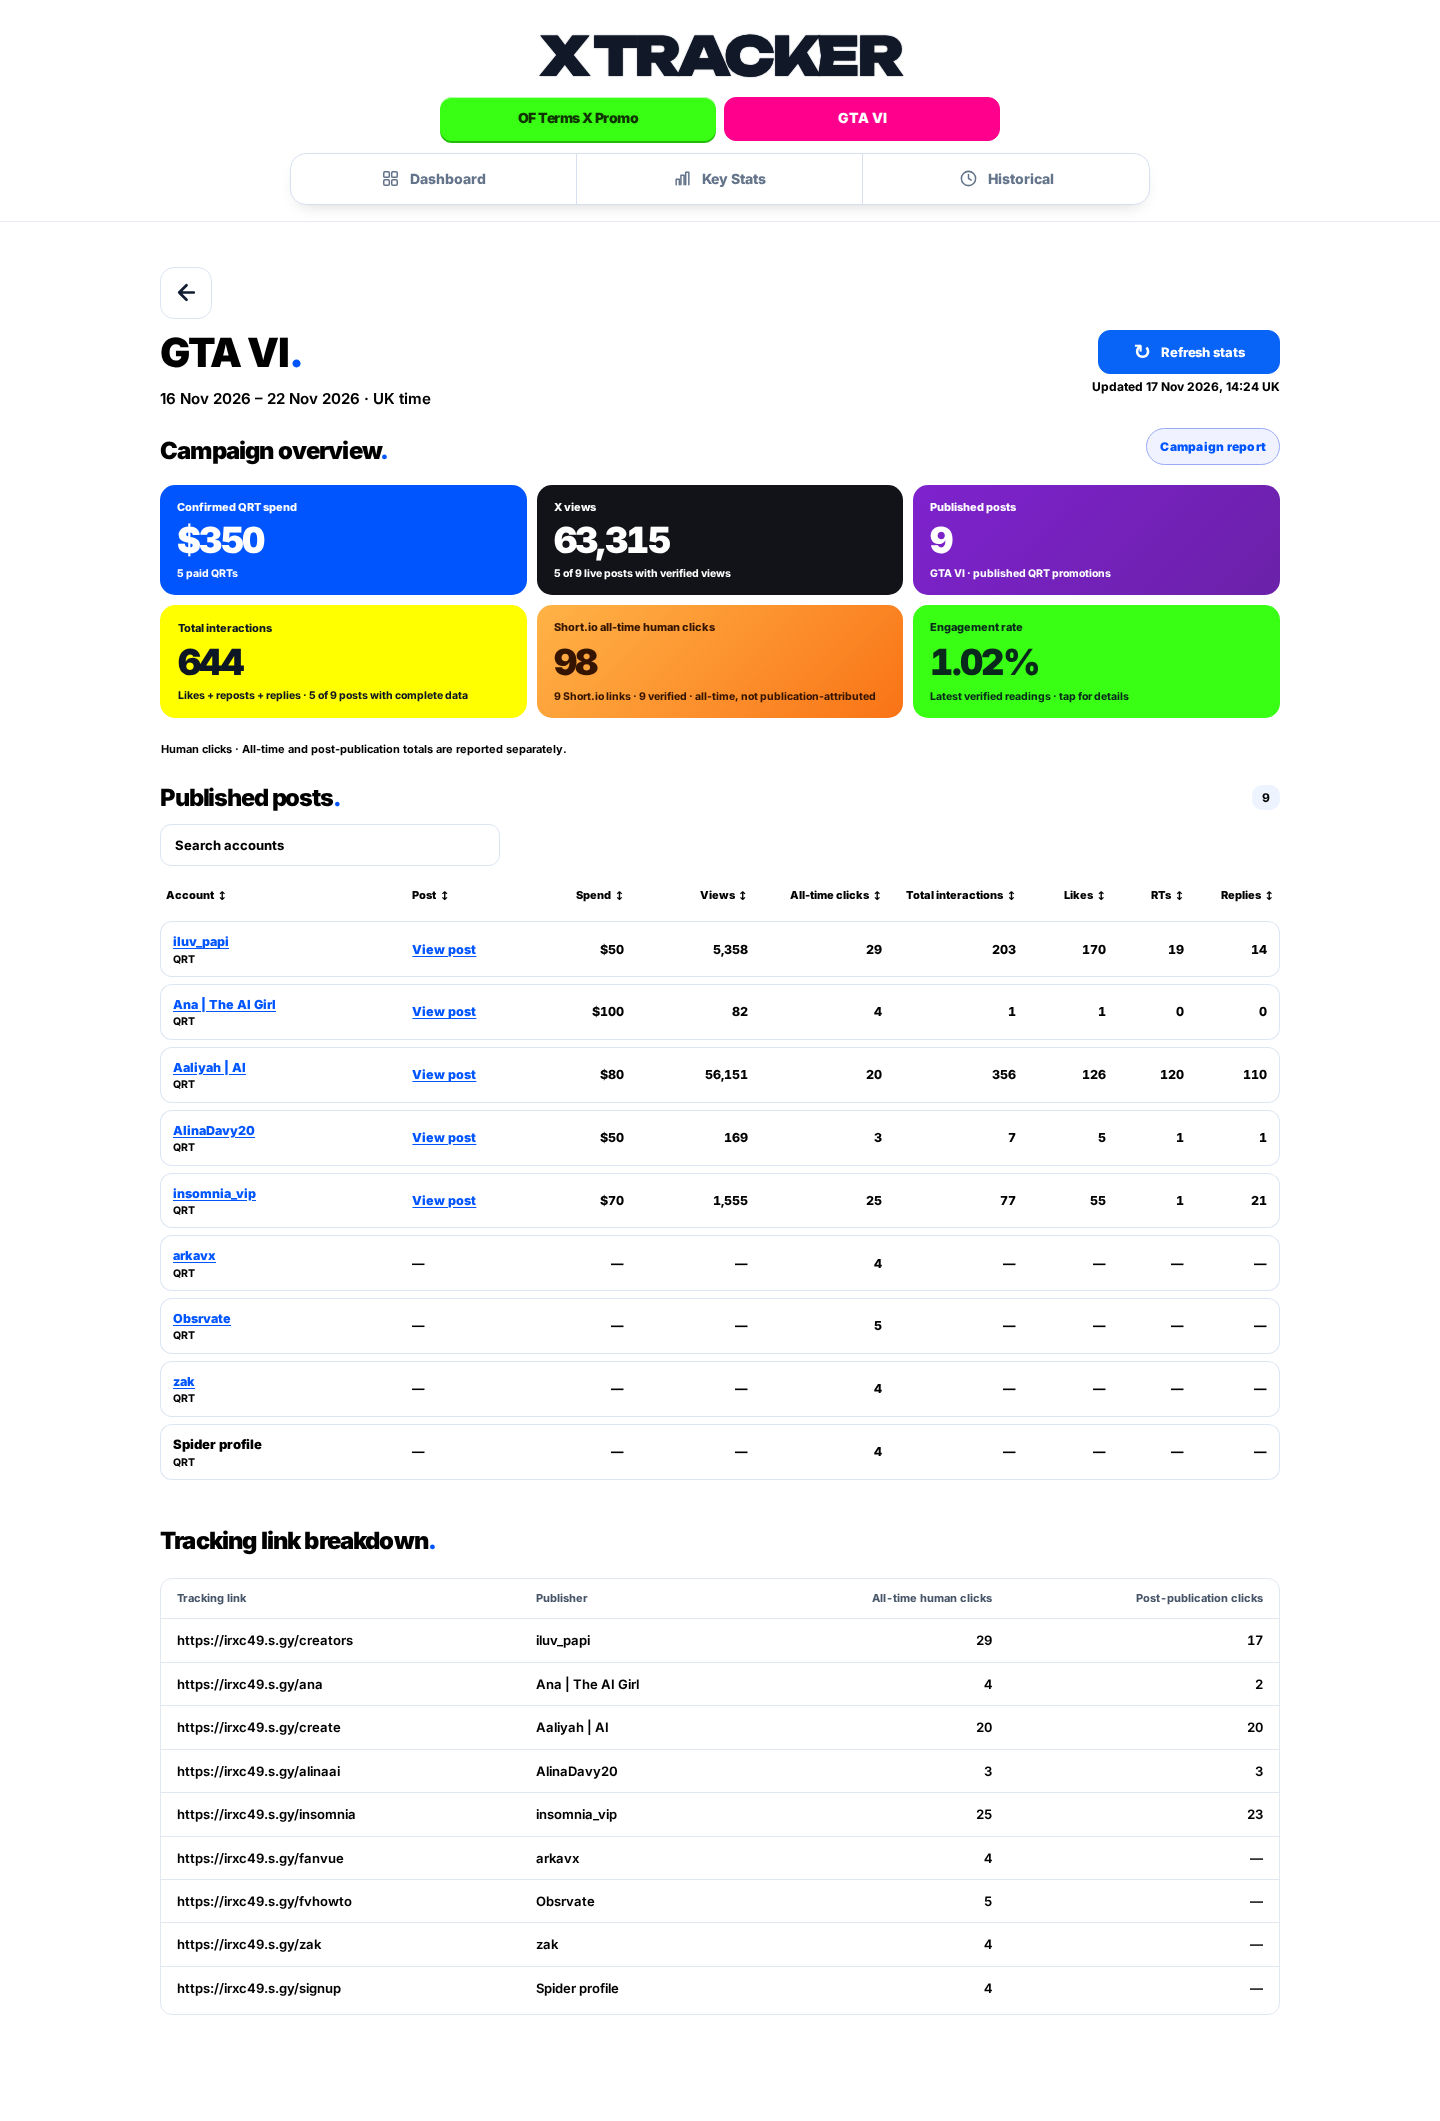 X TRACKER
OF Terms X Promo
GTA VI
Dashboard
Key Stats
Historical
GTA VI.
↻ Refresh stats
16 Nov 2026 – 22 Nov 2026 · UK time
Updated 17 Nov 2026, 14:24 UK
Campaign overview.
Campaign report
Confirmed QRT spend
$350
5 paid QRTs
X views
63,315
5 of 9 live posts with verified views
Published posts
9
GTA VI · published QRT promotions
Total interactions
644
Likes + reposts + replies · 5 of 9 posts with complete data
Short.io all-time human clicks
98
9 Short.io links · 9 verified · all-time, not publication-attributed
Engagement rate
1.02%
Latest verified readings · tap for details
Human clicks · All-time and post-publication totals are reported separately.
Published posts.
9
Search accounts
Account ↕ Post ↕ Spend ↕ Views ↕ All-time clicks ↕ Total interactions ↕ Likes ↕ RTs ↕ Replies ↕
iluv_papi
QRT
View post $50 5,358 29 203 170 19 14
Ana | The AI Girl
QRT
View post $100 82 4 1 1 0 0
Aaliyah | AI
QRT
View post $80 56,151 20 356 126 120 110
AlinaDavy20
QRT
View post $50 169 3 7 5 1 1
insomnia_vip
QRT
View post $70 1,555 25 77 55 1 21
arkavx
QRT
— — — 4 — — — —
Obsrvate
QRT
— — — 5 — — — —
zak
QRT
— — — 4 — — — —
Spider profile
QRT
— — — 4 — — — —
Tracking link breakdown.
Tracking link Publisher All-time human clicks Post-publication clicks
https://irxc49.s.gy/creators iluv_papi 29 17
https://irxc49.s.gy/ana Ana | The AI Girl 4 2
https://irxc49.s.gy/create Aaliyah | AI 20 20
https://irxc49.s.gy/alinaai AlinaDavy20 3 3
https://irxc49.s.gy/insomnia insomnia_vip 25 23
https://irxc49.s.gy/fanvue arkavx 4 —
https://irxc49.s.gy/fvhowto Obsrvate 5 —
https://irxc49.s.gy/zak zak 4 —
https://irxc49.s.gy/signup Spider profile 4 —